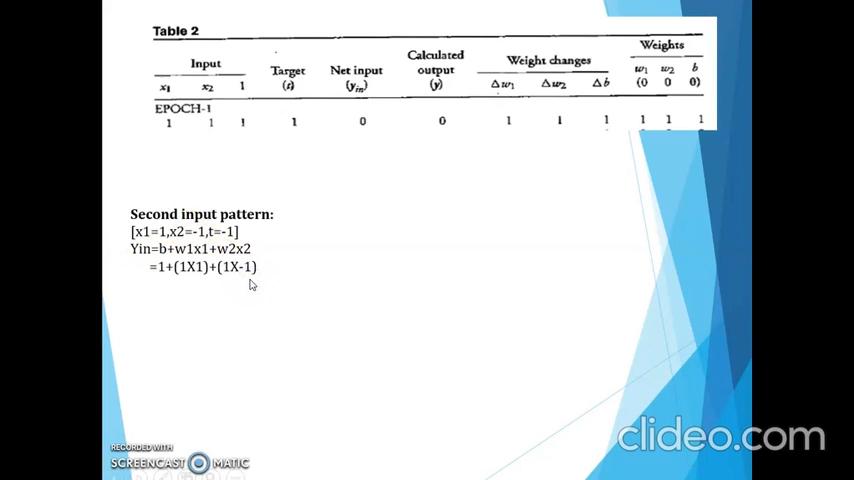 Table 2
Input Target Net input Calculated output Weight changes Weights
x1 x2 1 (t) (yin) (y) Δw1 Δw2 Δb w1 w2 b
(0 0 0)
EPOCH-1
1 1 1 1 0 0 1 1 1 1 1 1
Second input pattern:
[x1=1,x2=-1,t=-1]
Yin=b+w1x1+w2x2
=1+(1X1)+(1X-1)
RECORDED WITH
SCREENCAST MATIC
clideo.com